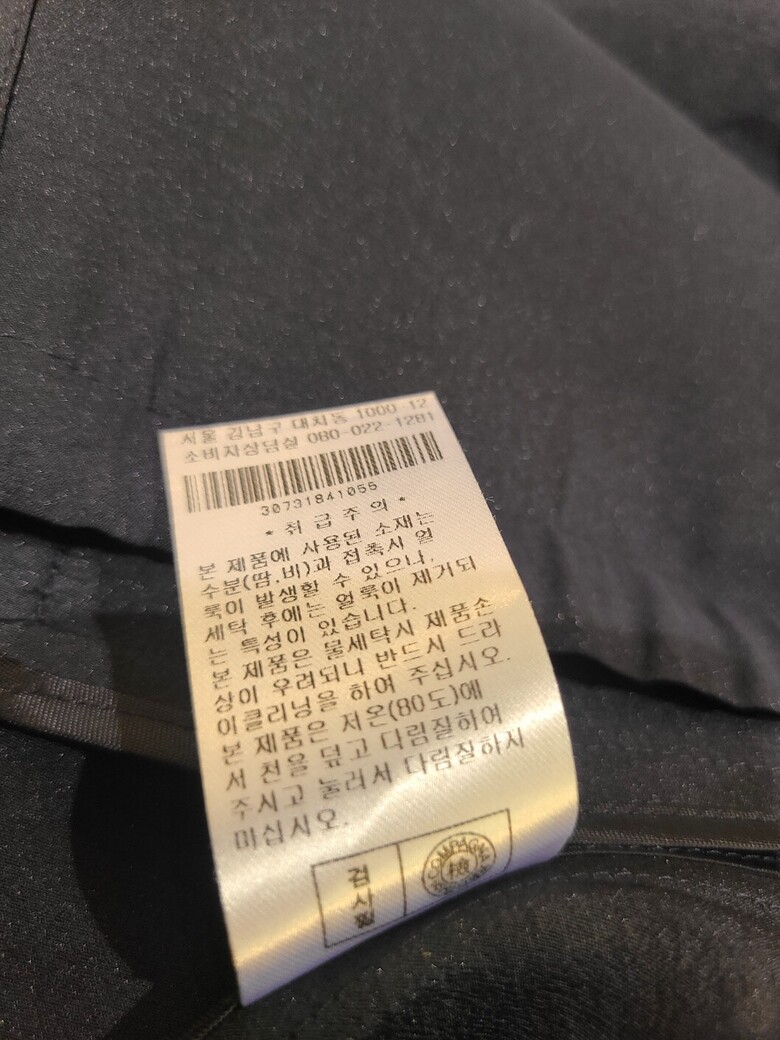 서울 강남구 대치동 1000-12
소비자상담실 080-022-1281
30731841055
* 취 급 주 의 *
본 제품에 사용된 소재는
수분(땀,비)과 접촉시 얼
룩이 발생할 수 있으나,
세탁 후에는 얼룩이 제거되
는 특성이 있습니다.
본 제품은 물세탁시 제품손
상이 우려되니 반드시 드라
이클리닝을 하여 주십시오.
본 제품은 저온(80도)에
서 천을 덮고 다림질하여
주시고 눌러서 다림질하지
마십시오.
검사필
COMPAGNA